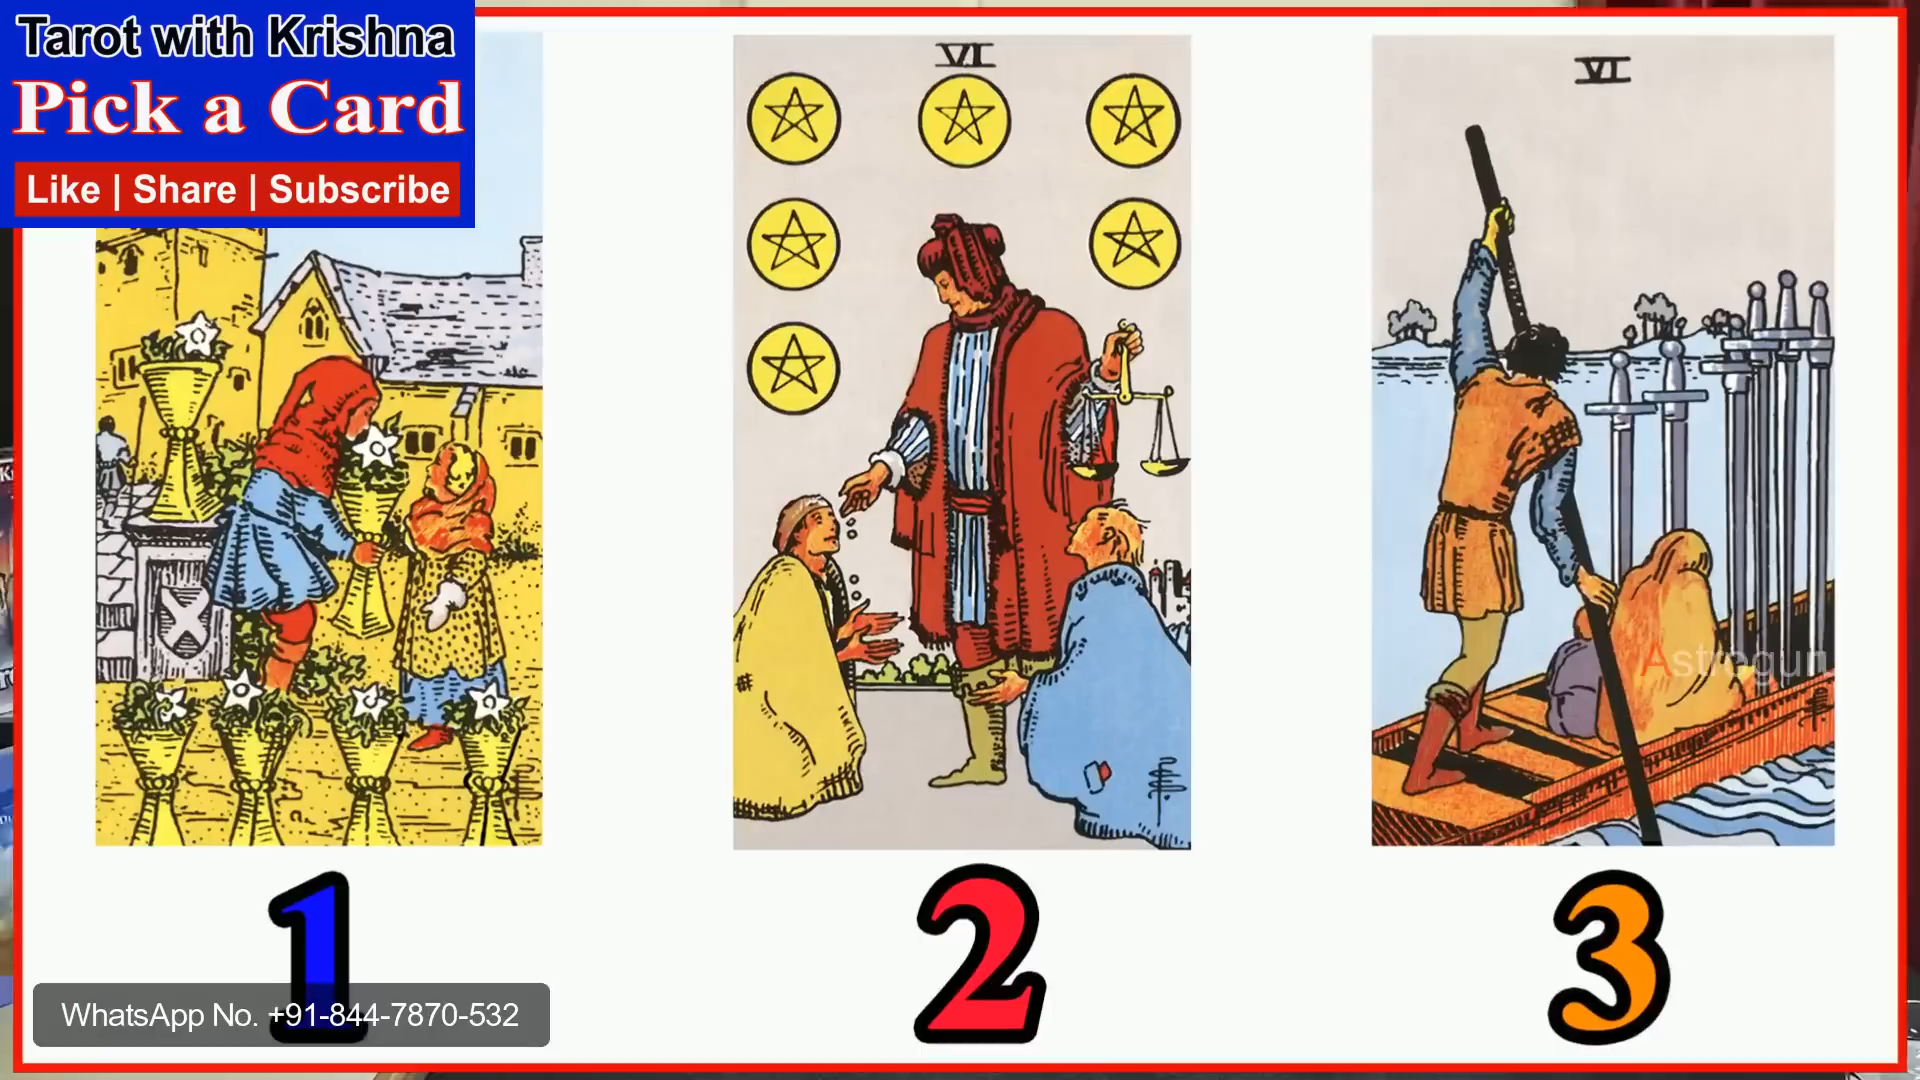 Tarot with Krishna
Pick a Card
Like | Share | Subscribe
VI
VI
Astroguru
1
2
3
WhatsApp No. +91-844-7870-532